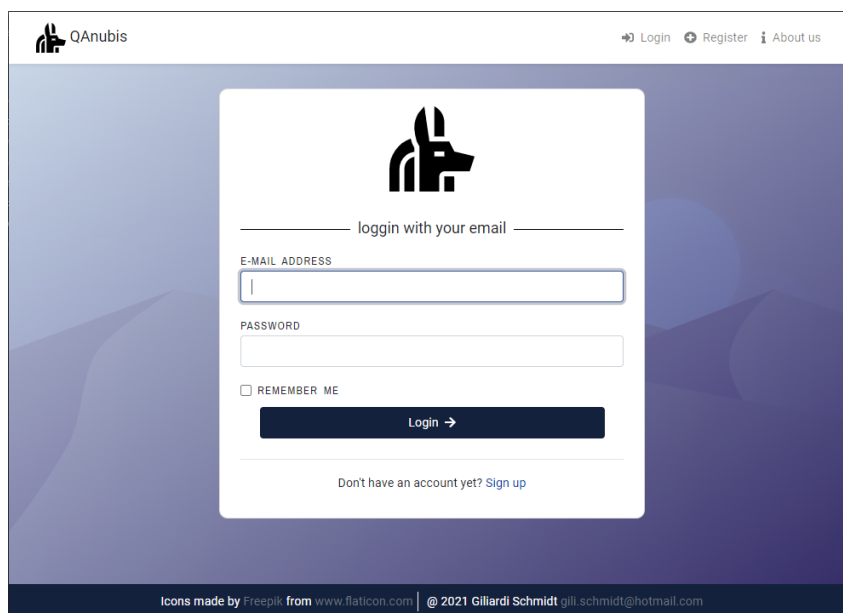 QAnubis
Login Register About us
loggin with your email
E-MAIL ADDRESS
PASSWORD
REMEMBER ME
Login
Don't have an account yet? Sign up
Icons made by Freepik from www.flaticon.com | @ 2021 Giliardi Schmidt gili.schmidt@hotmail.com